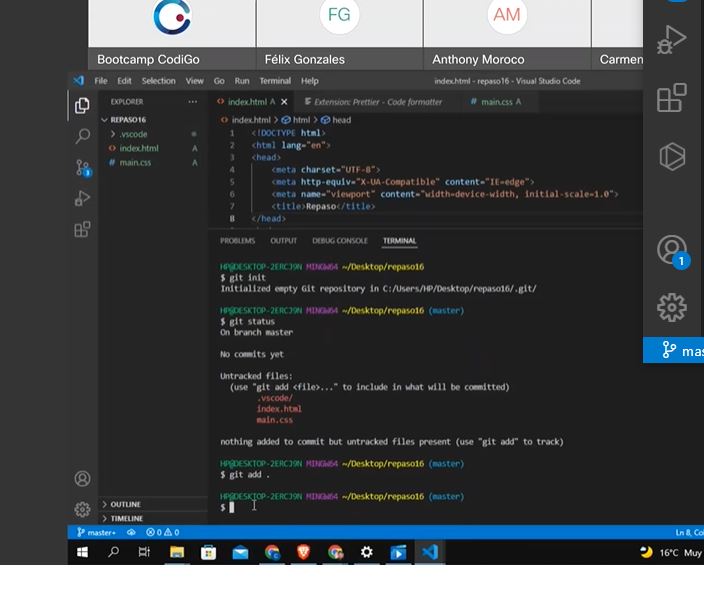 FG
AM
Bootcamp CodiGo
Félix Gonzales
Anthony Moroco
Carmen
File Edit Selection View Go Run Terminal Help
index.html - repaso16 - Visual Studio Code
EXPLORER ...
index.html A
Extension: Prettier - Code formatter
main.css A
REPASO16
.vscode
index.html A
main.css A
index.html > html > head
1 <!DOCTYPE html>
2 <html lang="en">
3 <head>
4 <meta charset="UTF-8">
5 <meta http-equiv="X-UA-Compatible" content="IE=edge">
6 <meta name="viewport" content="width=device-width, initial-scale=1.0">
7 <title>Repaso</title>
8 </head>
PROBLEMS OUTPUT DEBUG CONSOLE TERMINAL
HP@DESKTOP-2ERCJ9N MINGW64 ~/Desktop/repaso16
$ git init
Initialized empty Git repository in C:/Users/HP/Desktop/repaso16/.git/
HP@DESKTOP-2ERCJ9N MINGW64 ~/Desktop/repaso16 (master)
$ git status
On branch master
No commits yet
Untracked files:
(use "git add <file>..." to include in what will be committed)
.vscode/
index.html
main.css
nothing added to commit but untracked files present (use "git add" to track)
HP@DESKTOP-2ERCJ9N MINGW64 ~/Desktop/repaso16 (master)
$ git add .
HP@DESKTOP-2ERCJ9N MINGW64 ~/Desktop/repaso16 (master)
$
OUTLINE
TIMELINE
master+ 0 0
Ln 8, Co
16°C Muy
3
1
mas